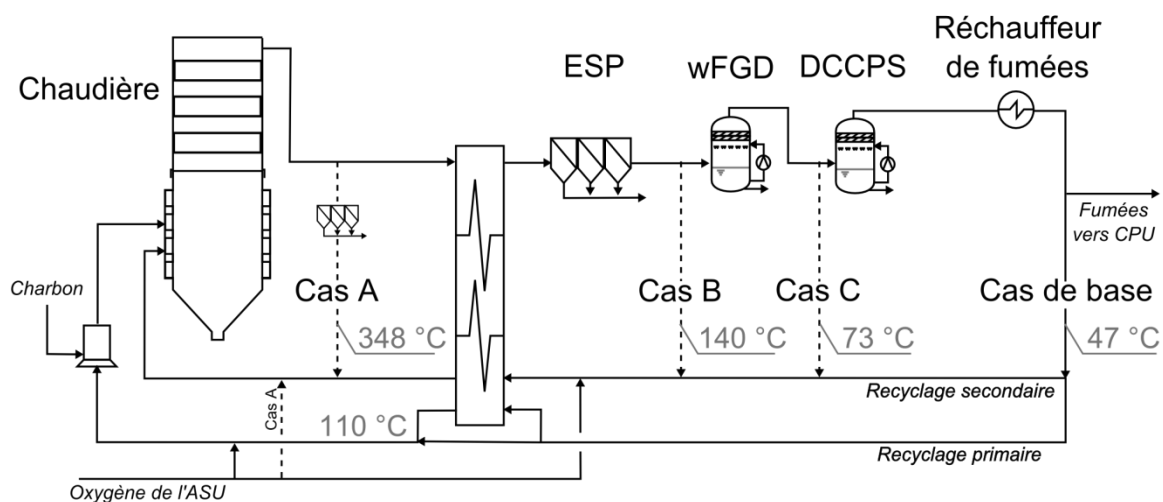 Réchauffeur
de fumées
ESP
wFGD
DCCPS
Chaudière
Fumées
vers CPU
Charbon
Cas A
Cas B
Cas C
Cas de base
348 °C
140 °C
73 °C
47 °C
Recyclage secondaire
Cas A
110 °C
Recyclage primaire
Oxygène de l'ASU